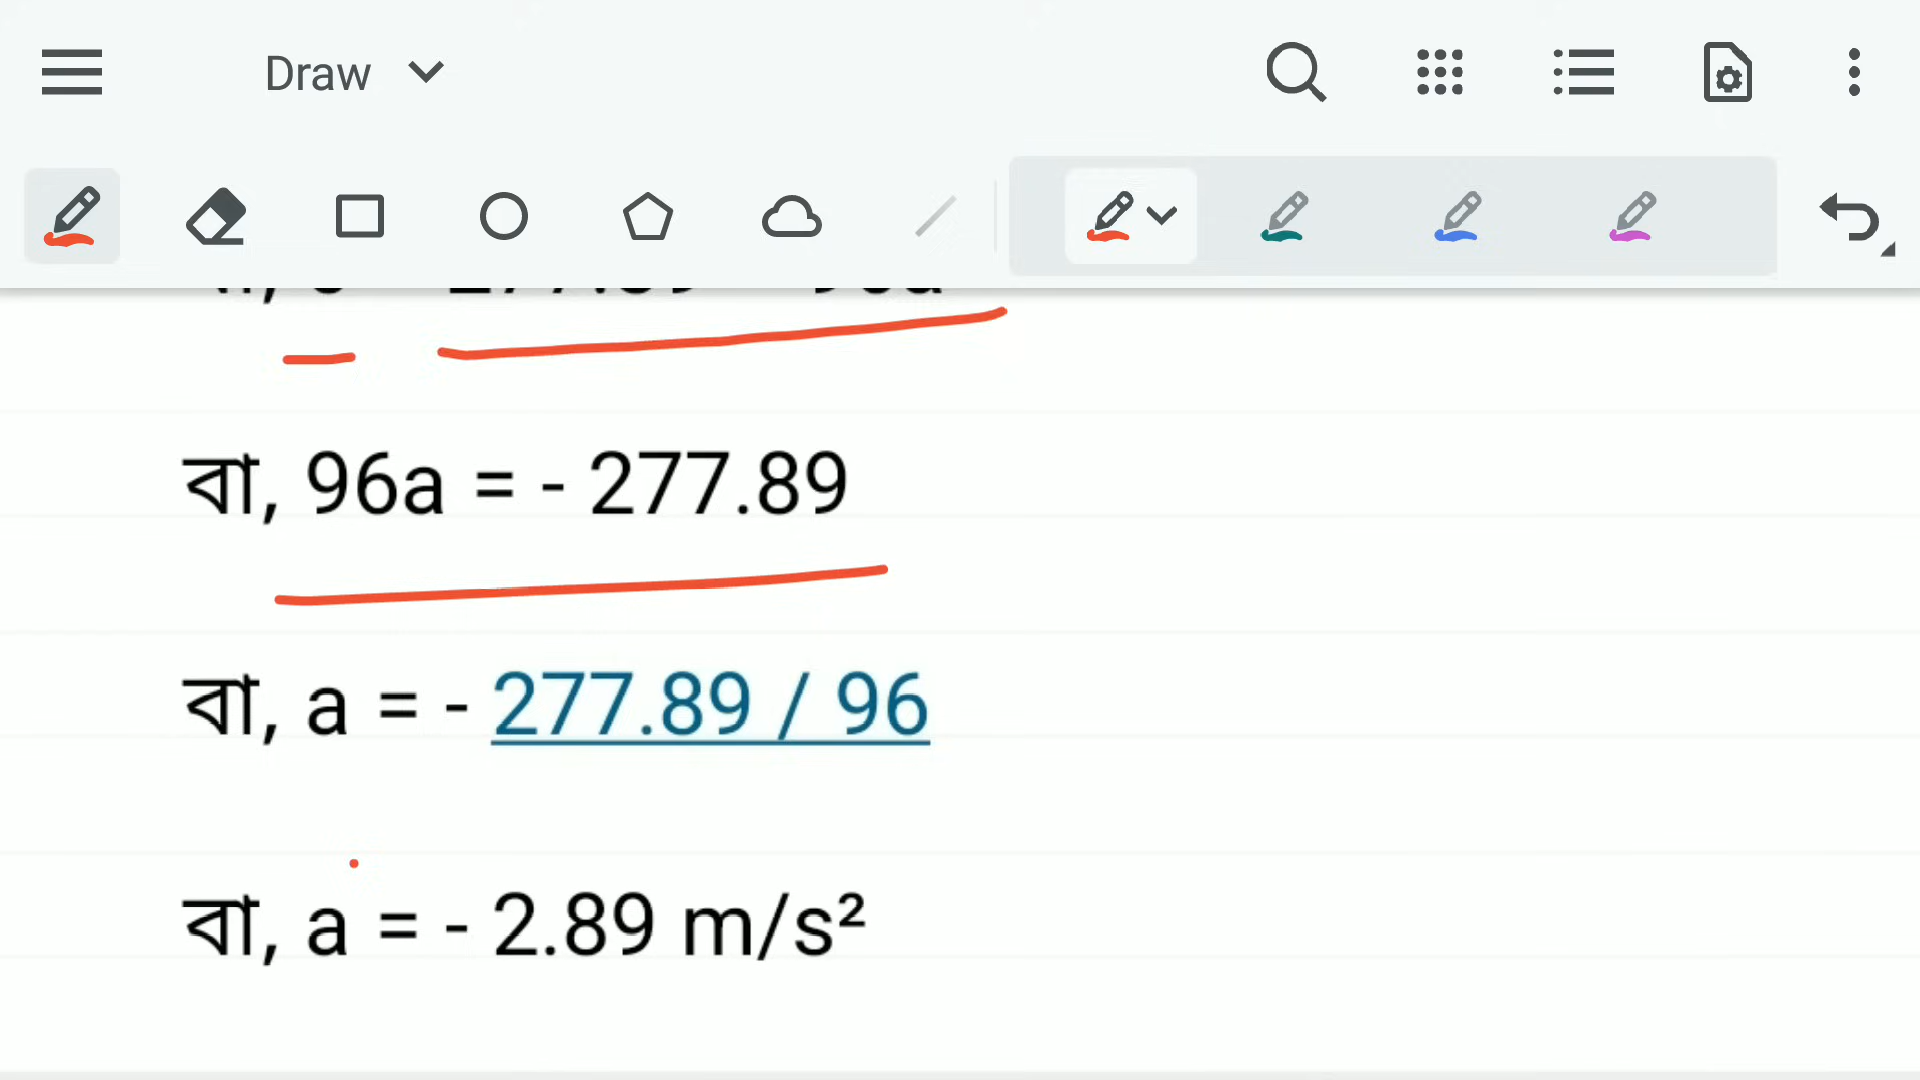 Draw
বা, 96a = - 277.89
বা, a = - 277.89 / 96
বা, a = - 2.89 m/s²